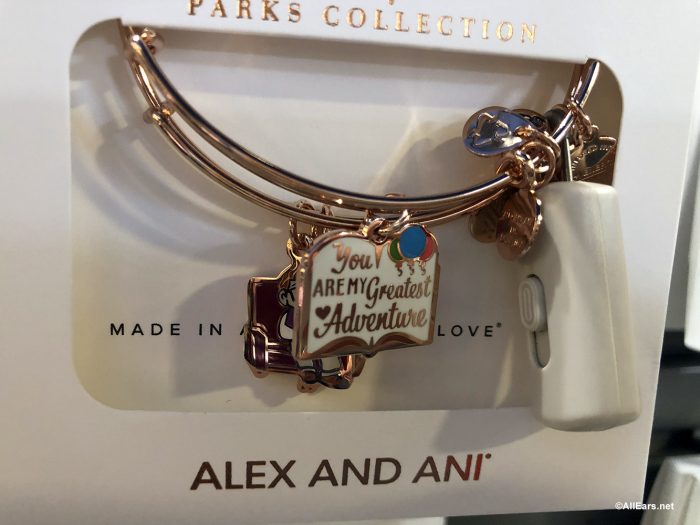 PARKS COLLECTION
You
ARE MY Greatest
Adventure
MADE IN A LOVE®
ALEX AND ANI®
©AllEars.net